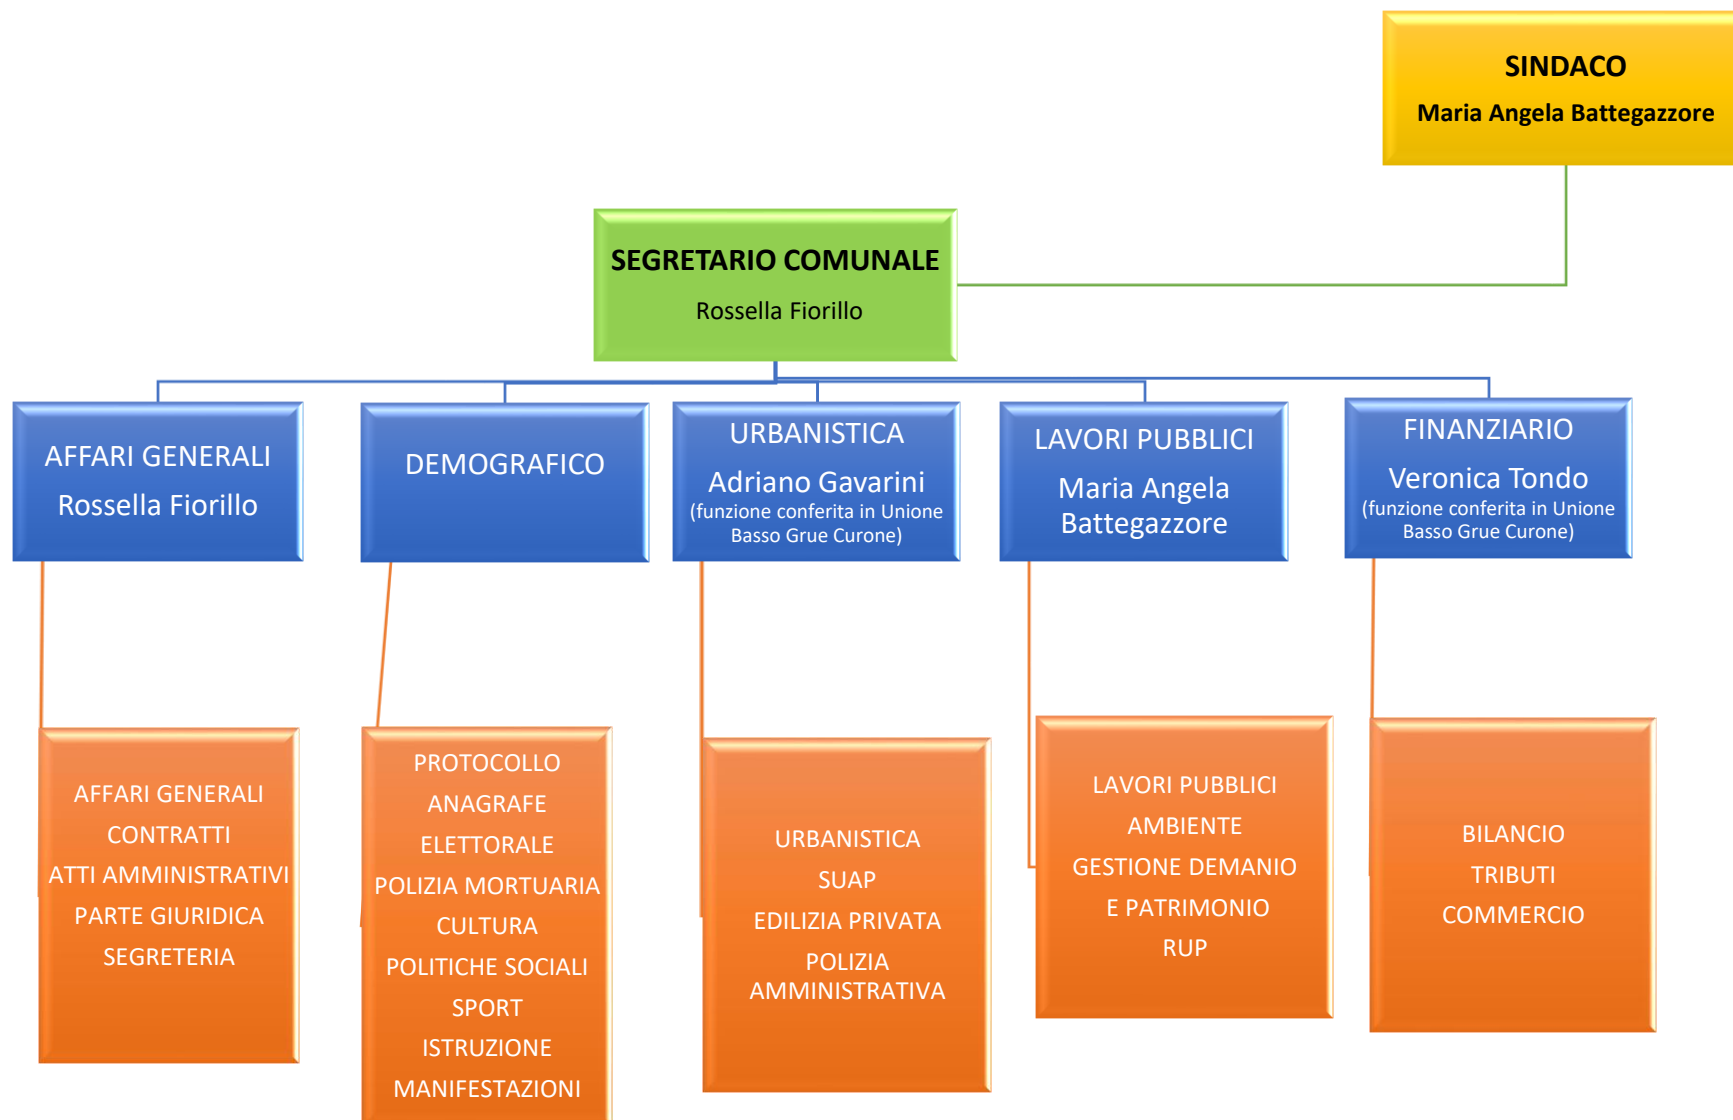 SINDACO
Maria Angela Battegazzore
SEGRETARIO COMUNALE
Rossella Fiorillo
AFFARI GENERALI
Rossella Fiorillo
DEMOGRAFICO
URBANISTICA
Adriano Gavarini
(funzione conferita in Unione
Basso Grue Curone)
LAVORI PUBBLICI
Maria Angela
Battegazzore
FINANZIARIO
Veronica Tondo
(funzione conferita in Unione
Basso Grue Curone)
AFFARI GENERALI
CONTRATTI
ATTI AMMINISTRATIVI
PARTE GIURIDICA
SEGRETERIA
PROTOCOLLO
ANAGRAFE
ELETTORALE
POLIZIA MORTUARIA
CULTURA
POLITICHE SOCIALI
SPORT
ISTRUZIONE
MANIFESTAZIONI
URBANISTICA
SUAP
EDILIZIA PRIVATA
POLIZIA
AMMINISTRATIVA
LAVORI PUBBLICI
AMBIENTE
GESTIONE DEMANIO
E PATRIMONIO
RUP
BILANCIO
TRIBUTI
COMMERCIO